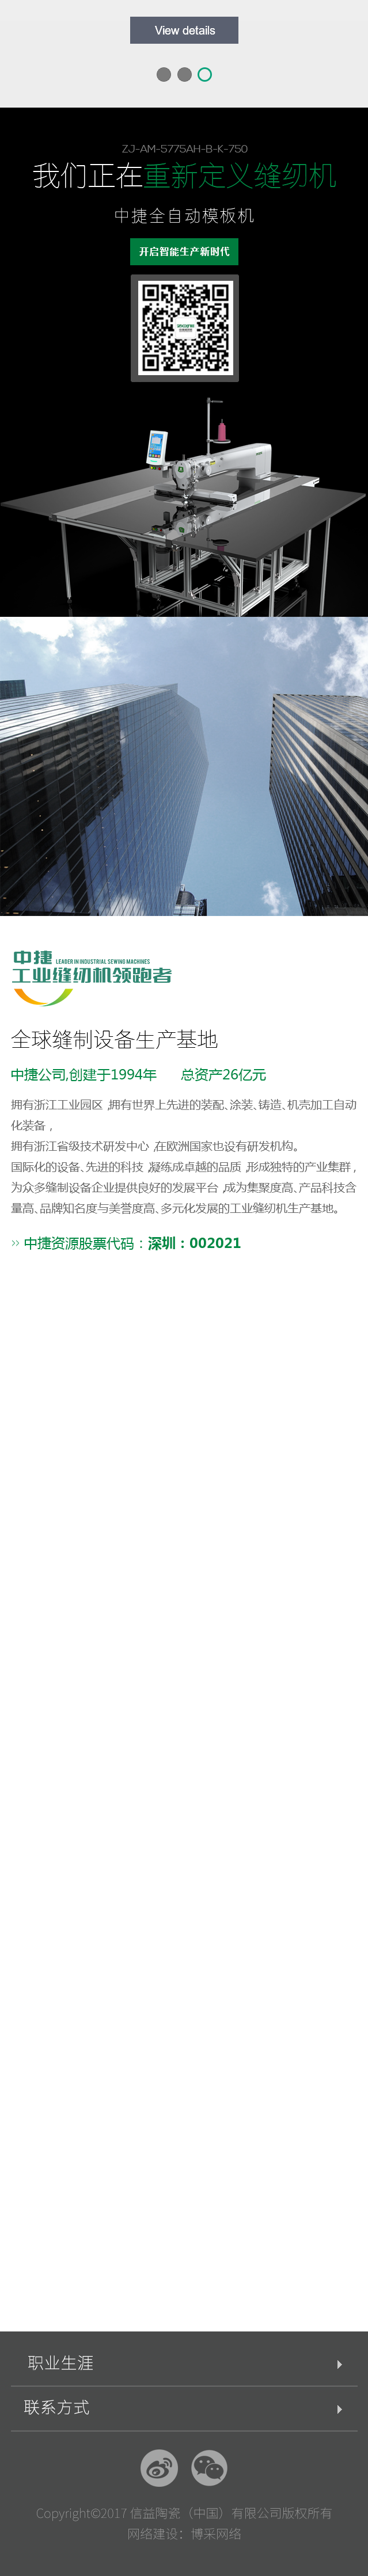 View details
ZJ-AM-5775AH-B-K-750
我们正在重新定义缝纫机
中捷全自动模板机
开启智能生产新时代
中捷 LEADER IN INDUSTRIAL SEWING MACHINES
工业缝纫机领跑者
全球缝制设备生产基地
中捷公司,创建于1994年 总资产26亿元
拥有浙江工业园区，拥有世界上先进的装配、涂装、铸造、机壳加工自动
化装备，
拥有浙江省级技术研发中心，在欧洲国家也设有研发机构。
国际化的设备、先进的科技，凝练成卓越的品质，形成独特的产业集群，
为众多缝制设备企业提供良好的发展平台，成为集聚度高、产品科技含
量高、品牌知名度与美誉度高、多元化发展的工业缝纫机生产基地。
>> 中捷资源股票代码：深圳：002021
职业生涯
联系方式
Copyright©2017 信益陶瓷（中国）有限公司版权所有
网络建设：博采网络